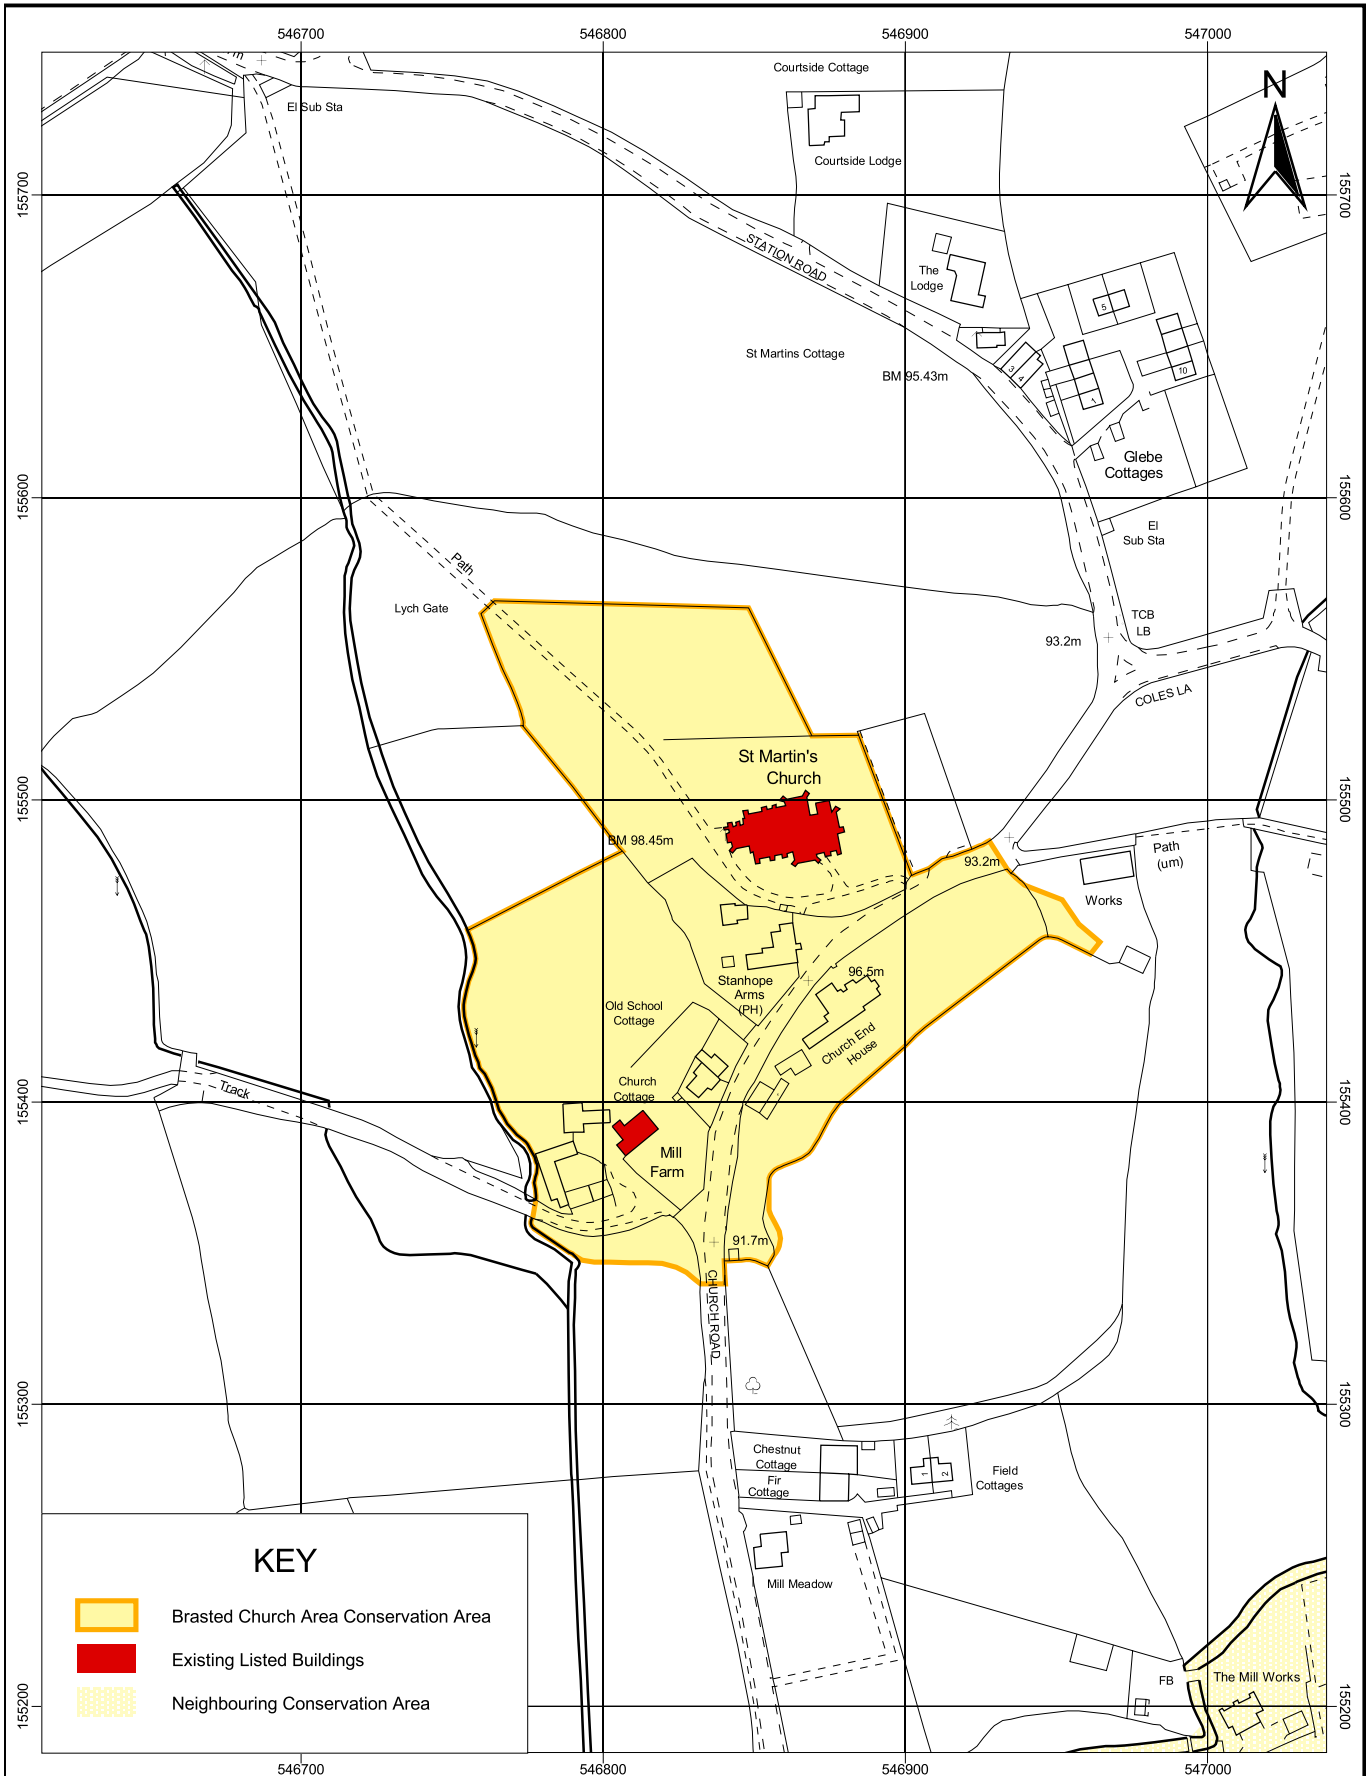 546700
546800
546900
547000
Courtside Cottage
N
El Sub Sta
Courtside Lodge
155700
155700
STATION ROAD
The
Lodge
5
St Martins Cottage
BM 95.43m
3
4
10
1
Glebe
Cottages
155600
155600
El
Sub Sta
Path
Lych Gate
TCB
LB
93.2m
COLES LA
St Martin's
Church
155500
155500
BM 98.45m
93.2m
Path
(um)
Works
96.5m
Stanhope
Arms
(PH)
Old School
Cottage
Church End
House
Track
Church
Cottage
155400
155400
Mill
Farm
91.7m
CHURCH ROAD
155300
155300
Chestnut
Cottage
Fir
Cottage
1
2
Field
Cottages
Mill Meadow
KEY
Brasted Church Area Conservation Area
Existing Listed Buildings
Neighbouring Conservation Area
FB
The Mill Works
155200
155200
546700
546800
546900
547000